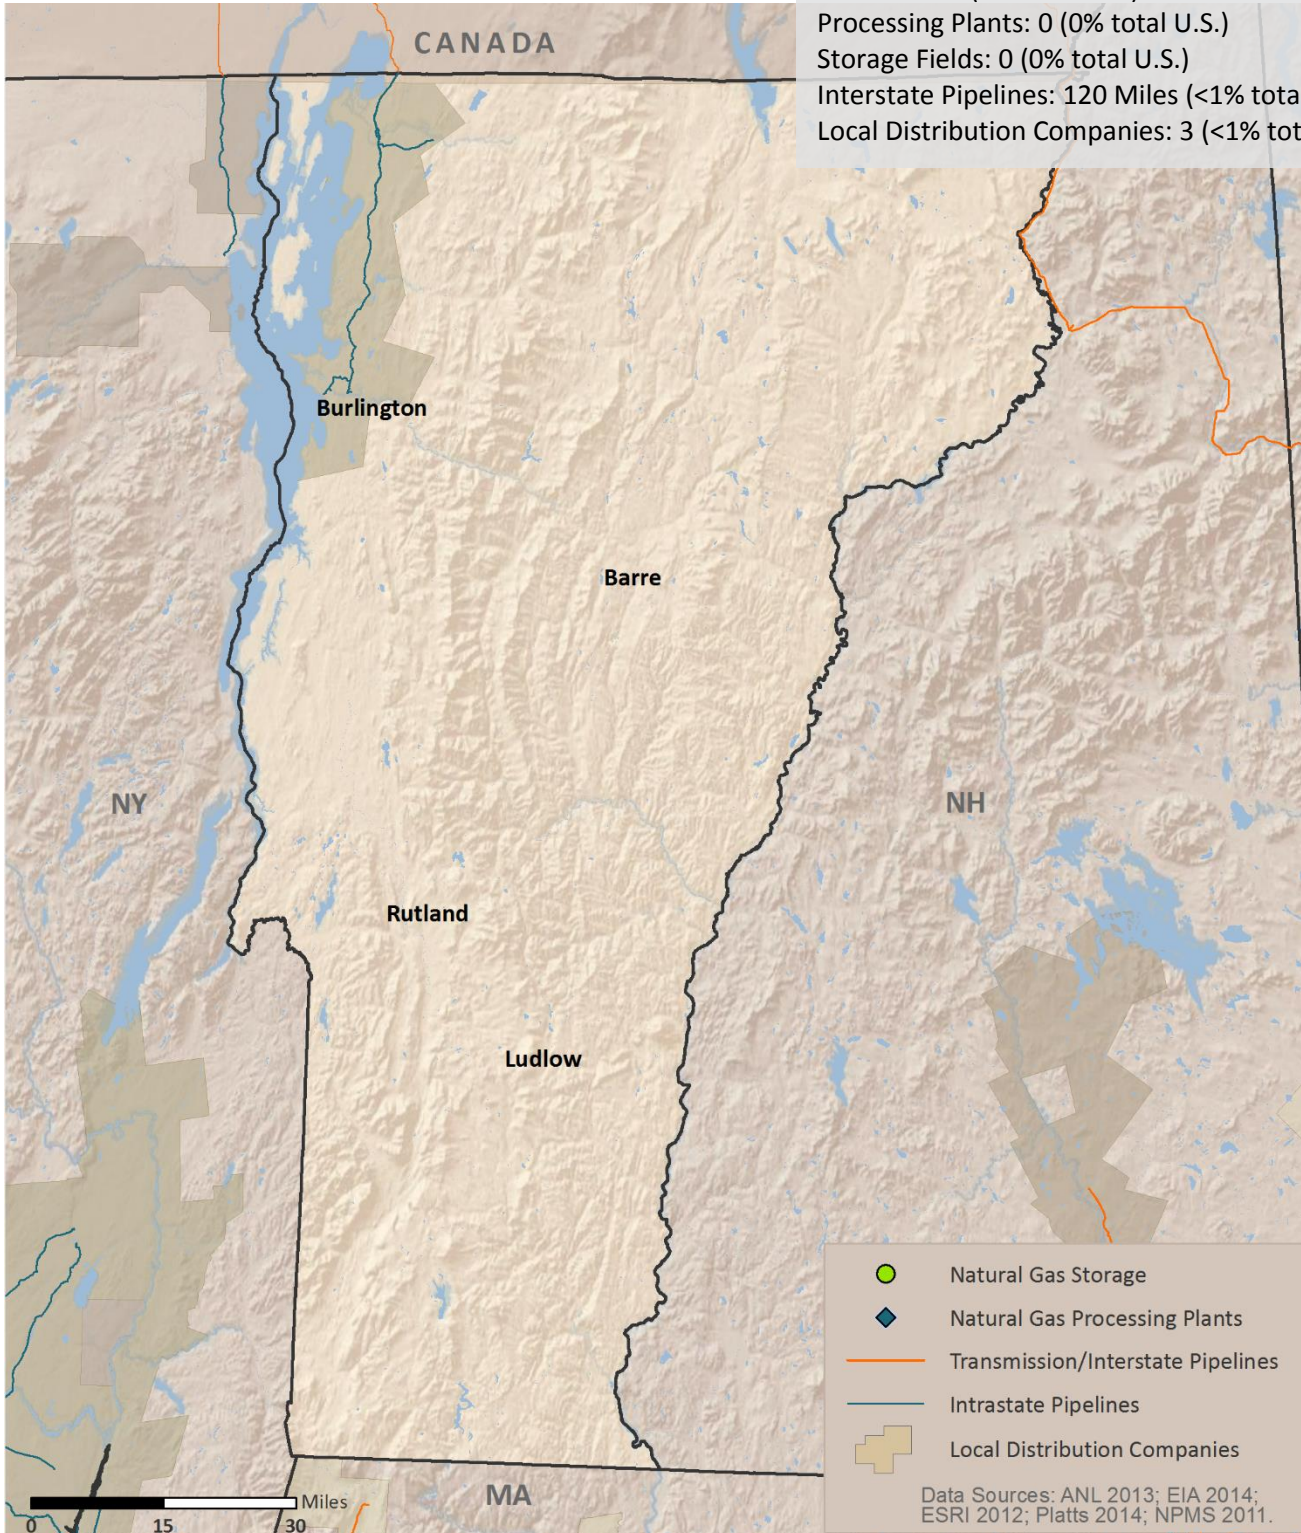 Processing Plants: 0 (0% total U.S.)
Storage Fields: 0 (0% total U.S.)
Interstate Pipelines: 120 Miles (<1% tota
Local Distribution Companies: 3 (<1% tot
CANADA
Burlington
Barre
NY
NH
Rutland
Ludlow
MA
Natural Gas Storage
Natural Gas Processing Plants
Transmission/Interstate Pipelines
Intrastate Pipelines
Local Distribution Companies
Data Sources: ANL 2013; EIA 2014;
ESRI 2012; Platts 2014; NPMS 2011.
Miles
0 15 30